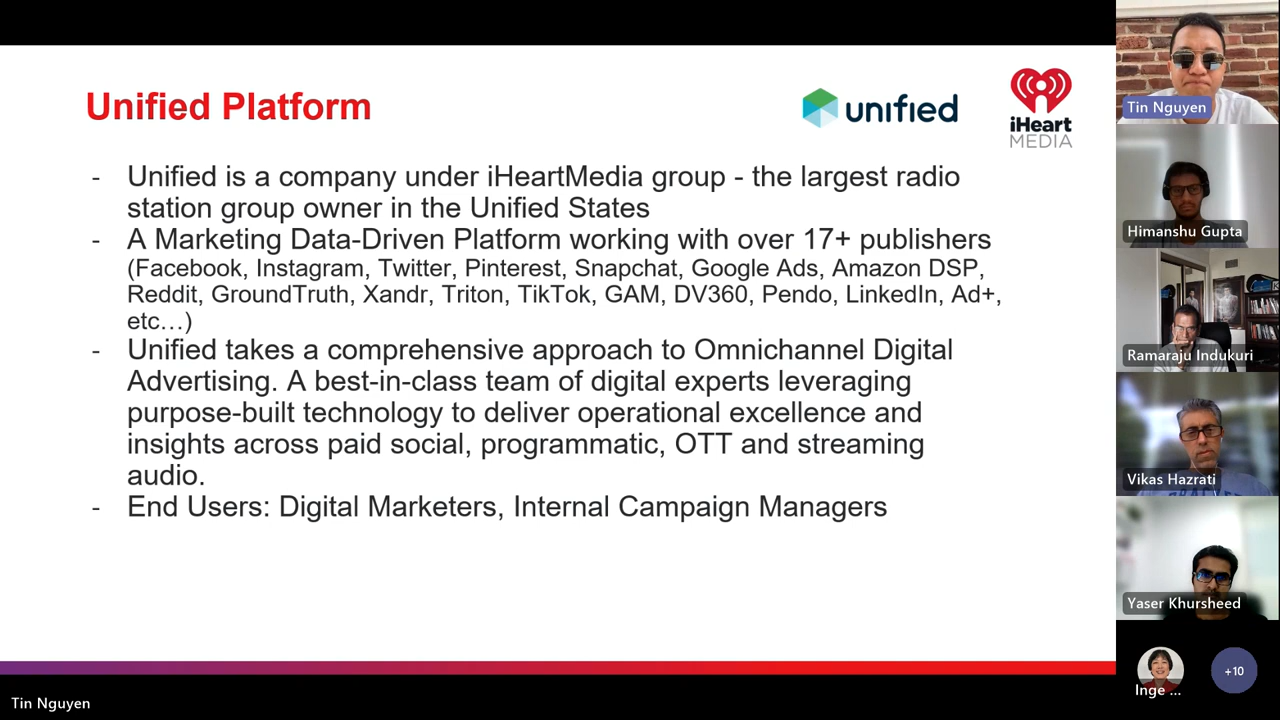 Unified Platform
unified
iHeart
MEDIA
- Unified is a company under iHeartMedia group - the largest radio
station group owner in the Unified States
- A Marketing Data-Driven Platform working with over 17+ publishers
(Facebook, Instagram, Twitter, Pinterest, Snapchat, Google Ads, Amazon DSP,
Reddit, GroundTruth, Xandr, Triton, TikTok, GAM, DV360, Pendo, LinkedIn, Ad+,
etc…)
- Unified takes a comprehensive approach to Omnichannel Digital
Advertising. A best-in-class team of digital experts leveraging
purpose-built technology to deliver operational excellence and
insights across paid social, programmatic, OTT and streaming
audio.
- End Users: Digital Marketers, Internal Campaign Managers
Tin Nguyen
Tin Nguyen
Himanshu Gupta
Ramaraju Indukuri
Vikas Hazrati
Yaser Khursheed
Inge ...
+10